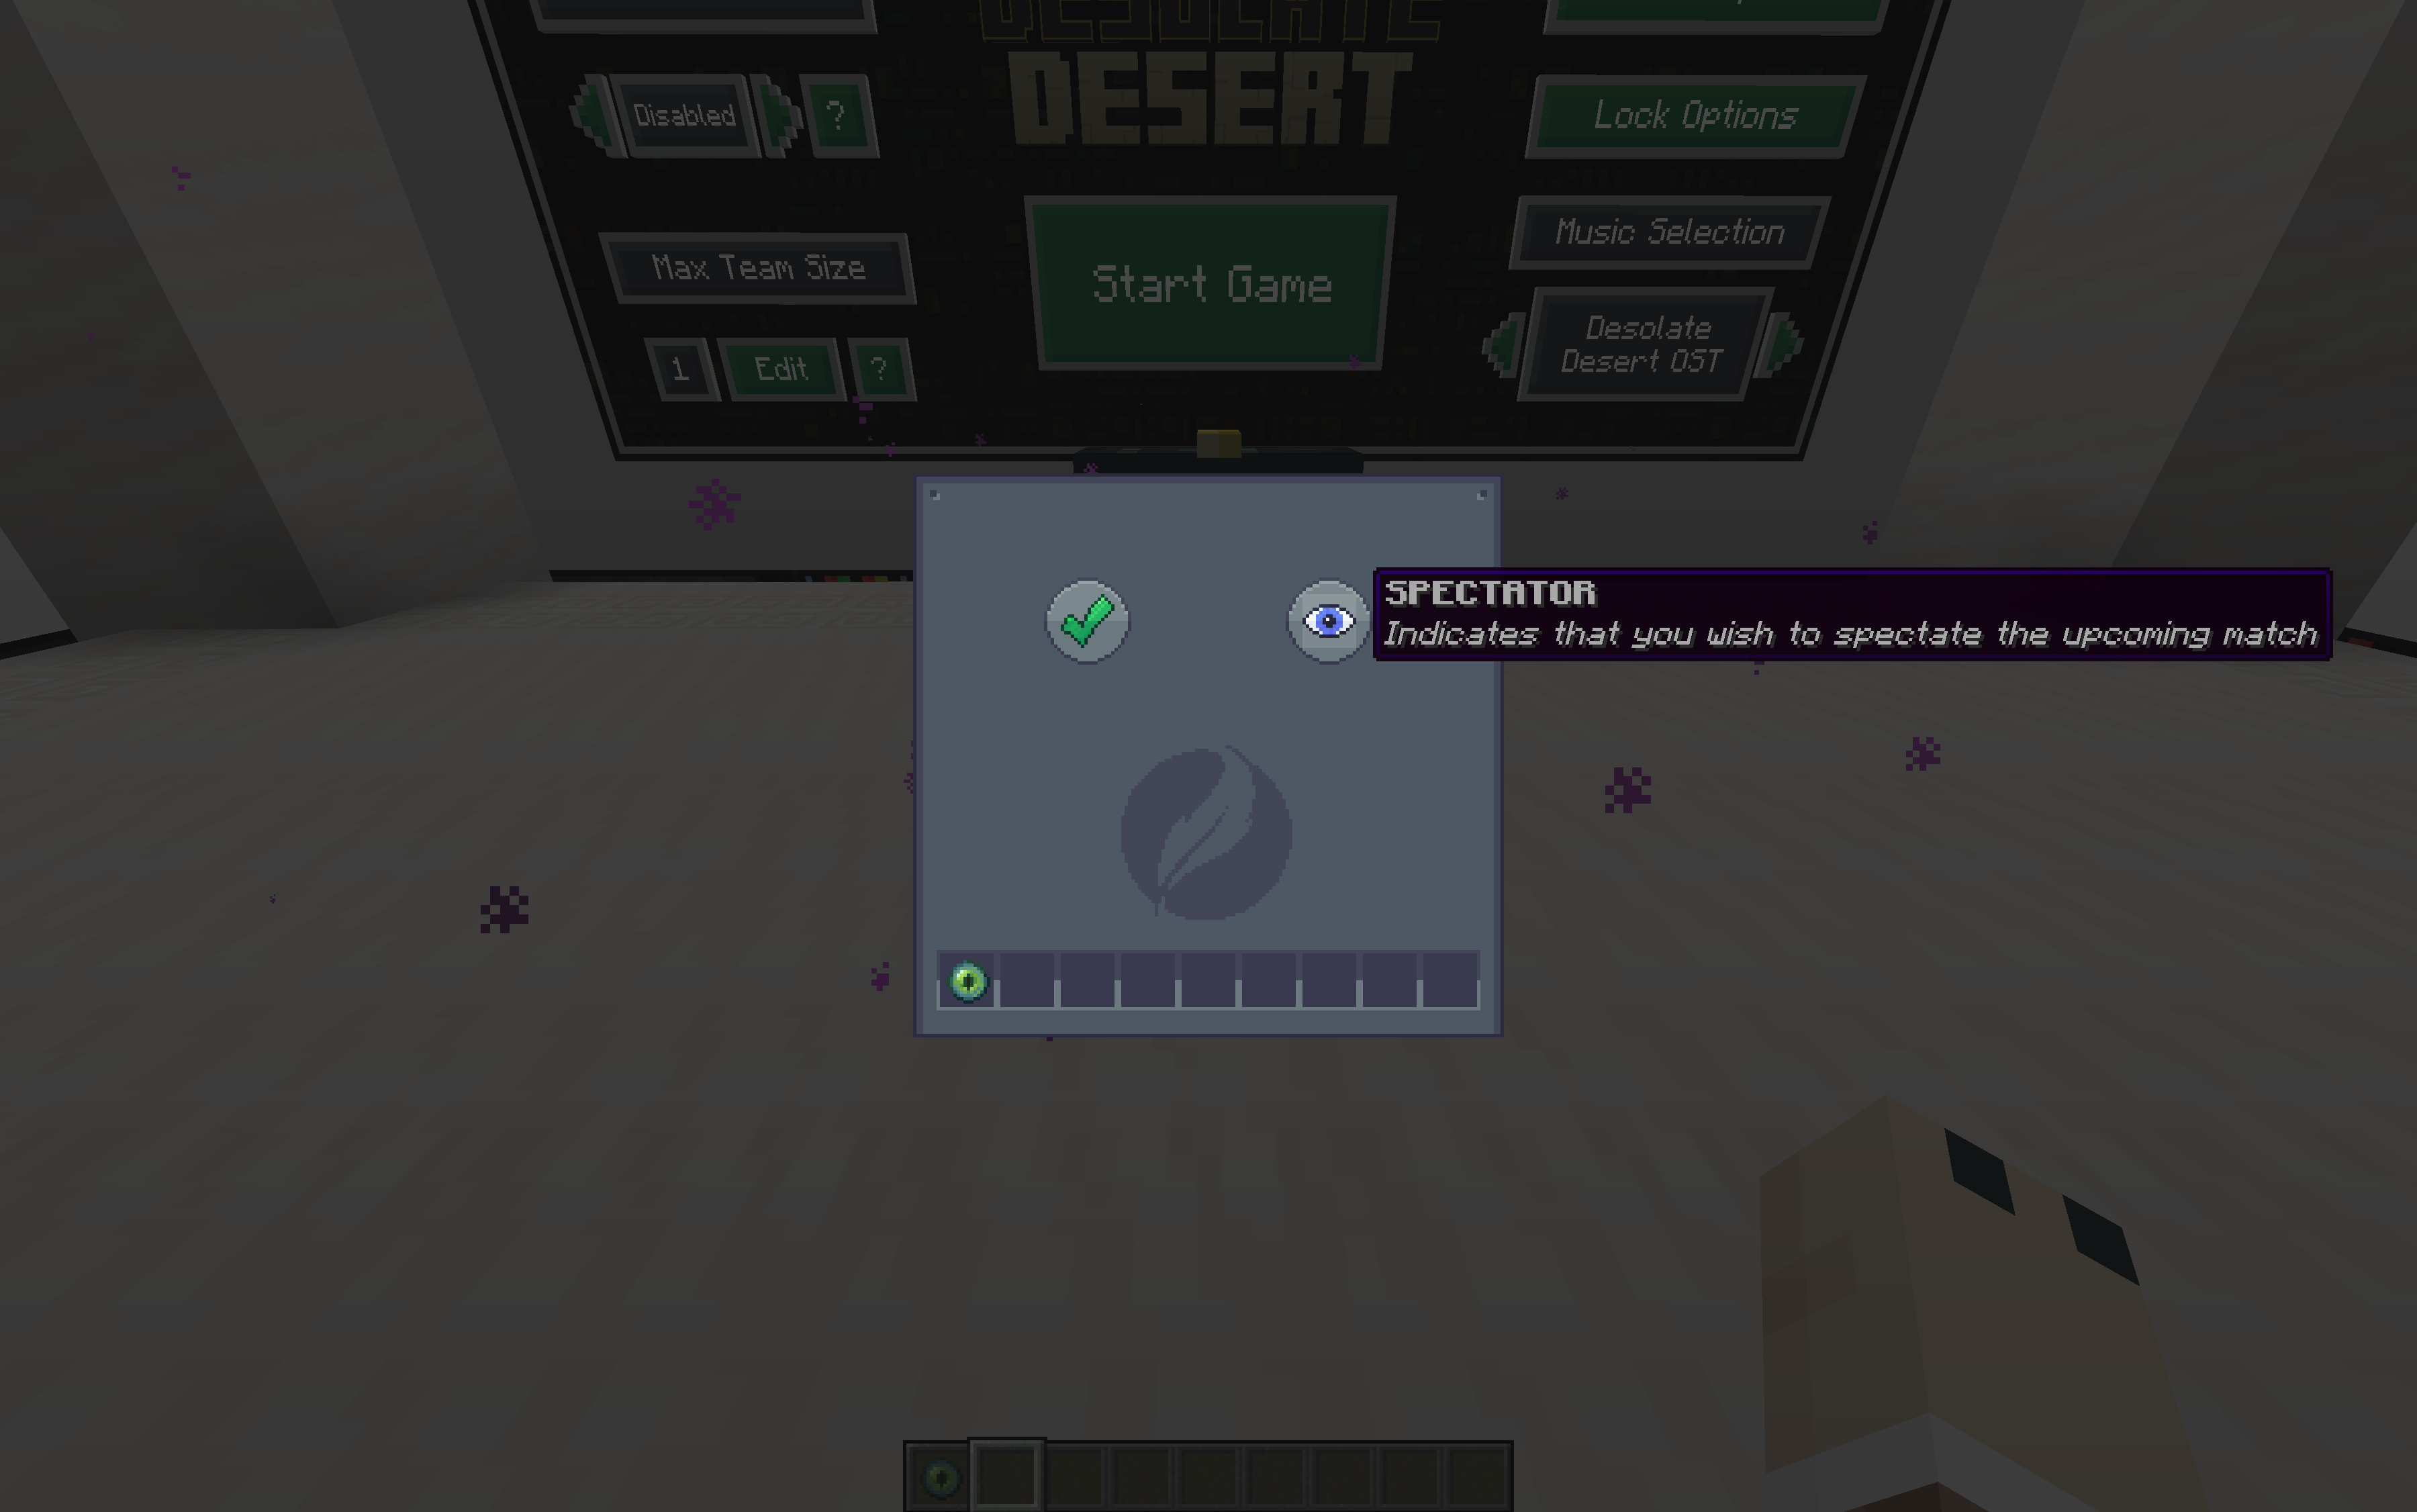 DESOLATE
DESERT
Disabled
?
Lock Options
Max Team Size
Start Game
Music Selection
1
Edit
?
Desolate
Desert OST
SPECTATOR
Indicates that you wish to spectate the upcoming match